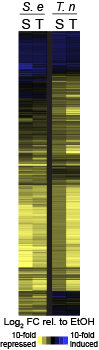 S. e T. n
S T S T
Log2 FC rel. to EtOH
10-fold 10-fold
repressed induced